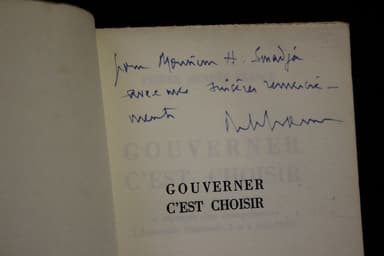 pour Monsieur H. Smadja
avec mes sincères remercie-
ments
GOUVERNER
C'EST CHOISIR